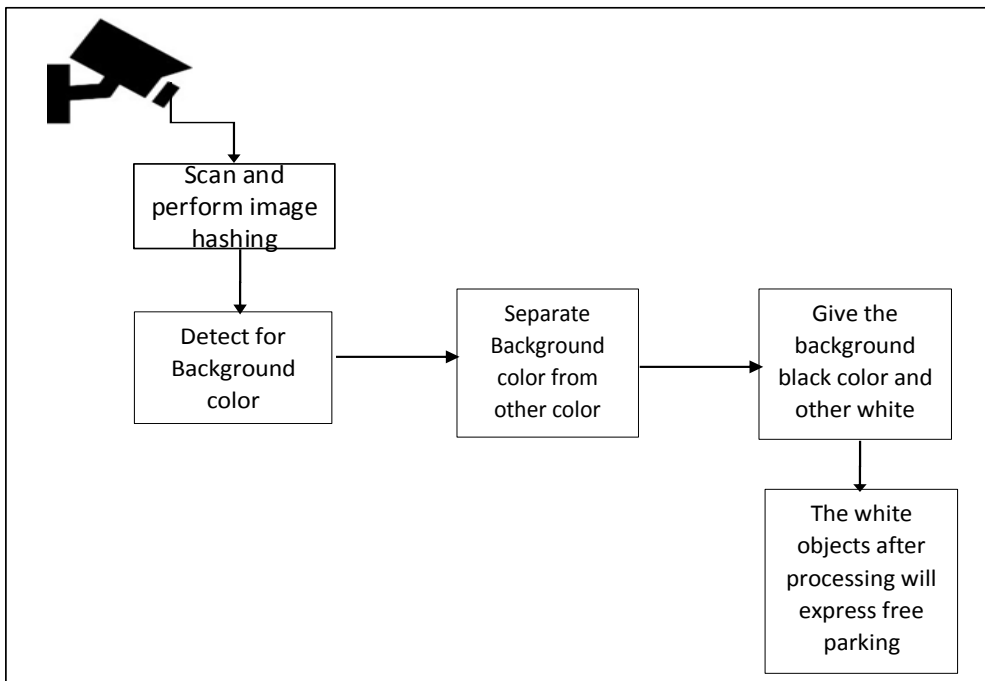 Scan and
perform image
hashing
Detect for
Background
color
Separate
Background
color from
other color
Give the
background
black color and
other white
The white
objects after
processing will
express free
parking